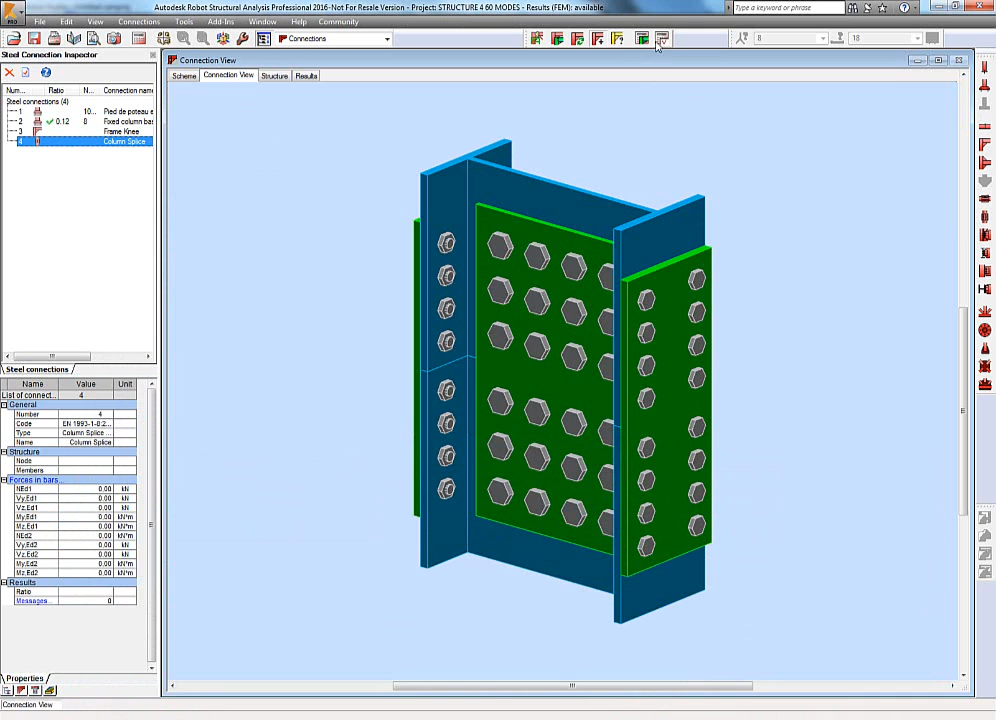 Autodesk Robot Structural Analysis Professional 2016-Not For Resale Version - Project: STRUCTURE 4 60 MODES - Results (FEM): available
Type a keyword or phrase
PRO
File Edit View Connections Tools Add-Ins Window Help Community
Connections
8
18
Steel Connection Inspector
Num... Ratio N... Connection name
Steel connections (4)
1 10... Pied de poteau e
2 0.12 8 Fixed column bas
3 Frame Knee
4 Column Splice
Steel connections
Name Value Unit
List of connect... 4
General
Number 4
Code EN 1993-1-8:2...
Type Column Splice ...
Name Column Splice
Structure
Node
Members
Forces in bars...
NEd1 0.00 kN
Vy,Ed1 0.00 kN
Vz,Ed1 0.00 kN
My,Ed1 0.00 kN*m
Mz,Ed1 0.00 kN*m
NEd2 0.00 kN
Vy,Ed2 0.00 kN
Vz,Ed2 0.00 kN
My,Ed2 0.00 kN*m
Mz,Ed2 0.00 kN*m
Results
Ratio
Messages... 0
Properties
Connection View
Connection View
Scheme Connection View Structure Results